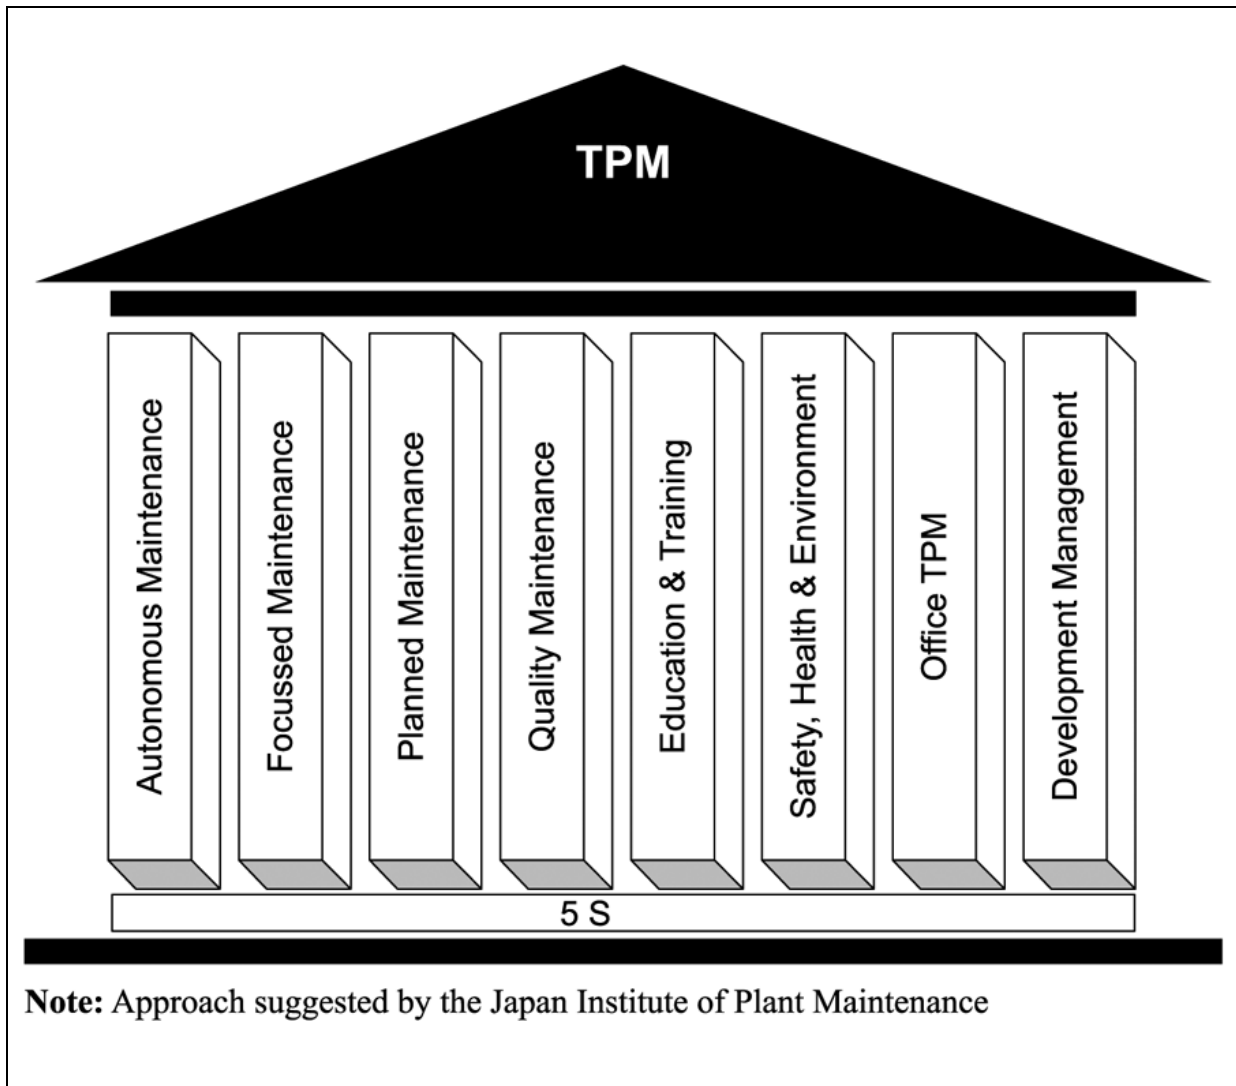 TPM
Autonomous Maintenance
Focussed Maintenance
Planned Maintenance
Quality Maintenance
Education & Training
Safety, Health & Environment
Office TPM
Development Management
5 S
Note: Approach suggested by the Japan Institute of Plant Maintenance